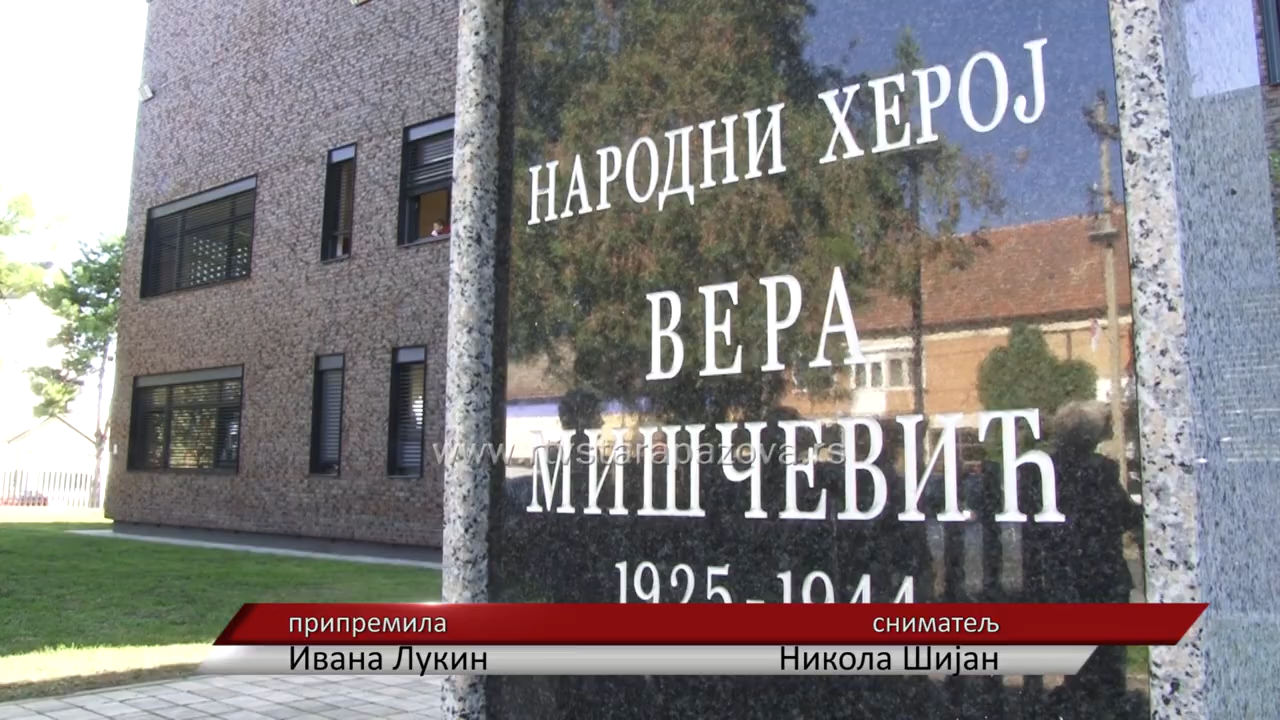 НАРОДНИ ХЕРОЈ
ВЕРА
МИШЧЕВИЋ
www.rtvstarapazova.rs
1925-1944
припремила
сниматељ
Ивана Лукин
Никола Шијан